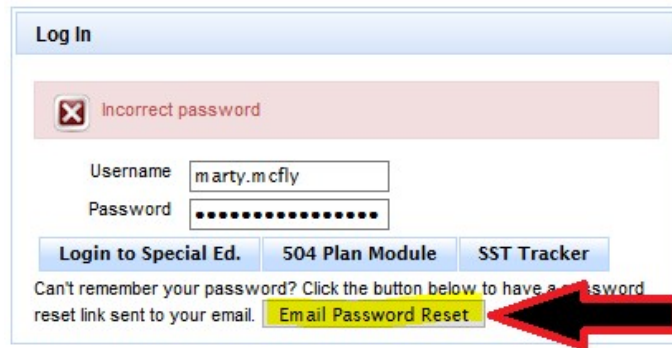 Log In
Incorrect password
Username marty.mcfly
Password ••••••••••••••••
Login to Special Ed. 504 Plan Module SST Tracker
Can't remember your password? Click the button below to have a password
reset link sent to your email. Email Password Reset